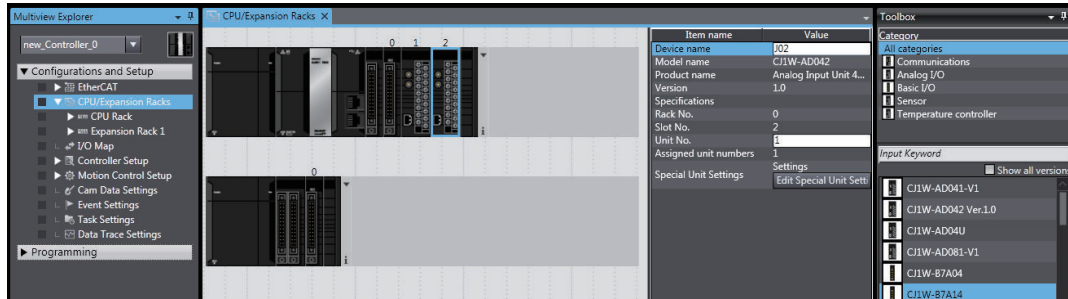 Multiview Explorer
new_Controller_0
Configurations and Setup
EtherCAT
CPU/Expansion Racks
CPU Rack
Expansion Rack 1
I/O Map
Controller Setup
Motion Control Setup
Cam Data Settings
Event Settings
Task Settings
Data Trace Settings
Programming
CPU/Expansion Racks
0 1 2
0
Item name Value
Device name J02
Model name CJ1W-AD042
Product name Analog Input Unit 4...
Version 1.0
Specifications
Rack No. 0
Slot No. 2
Unit No. 1
Assigned unit numbers 1
Special Unit Settings Settings
Edit Special Unit Setti
Toolbox
Category
All categories
Communications
Analog I/O
Basic I/O
Sensor
Temperature controller
Input Keyword
Show all versions
CJ1W-AD041-V1
CJ1W-AD042 Ver.1.0
CJ1W-AD04U
CJ1W-AD081-V1
CJ1W-B7A04
CJ1W-B7A14